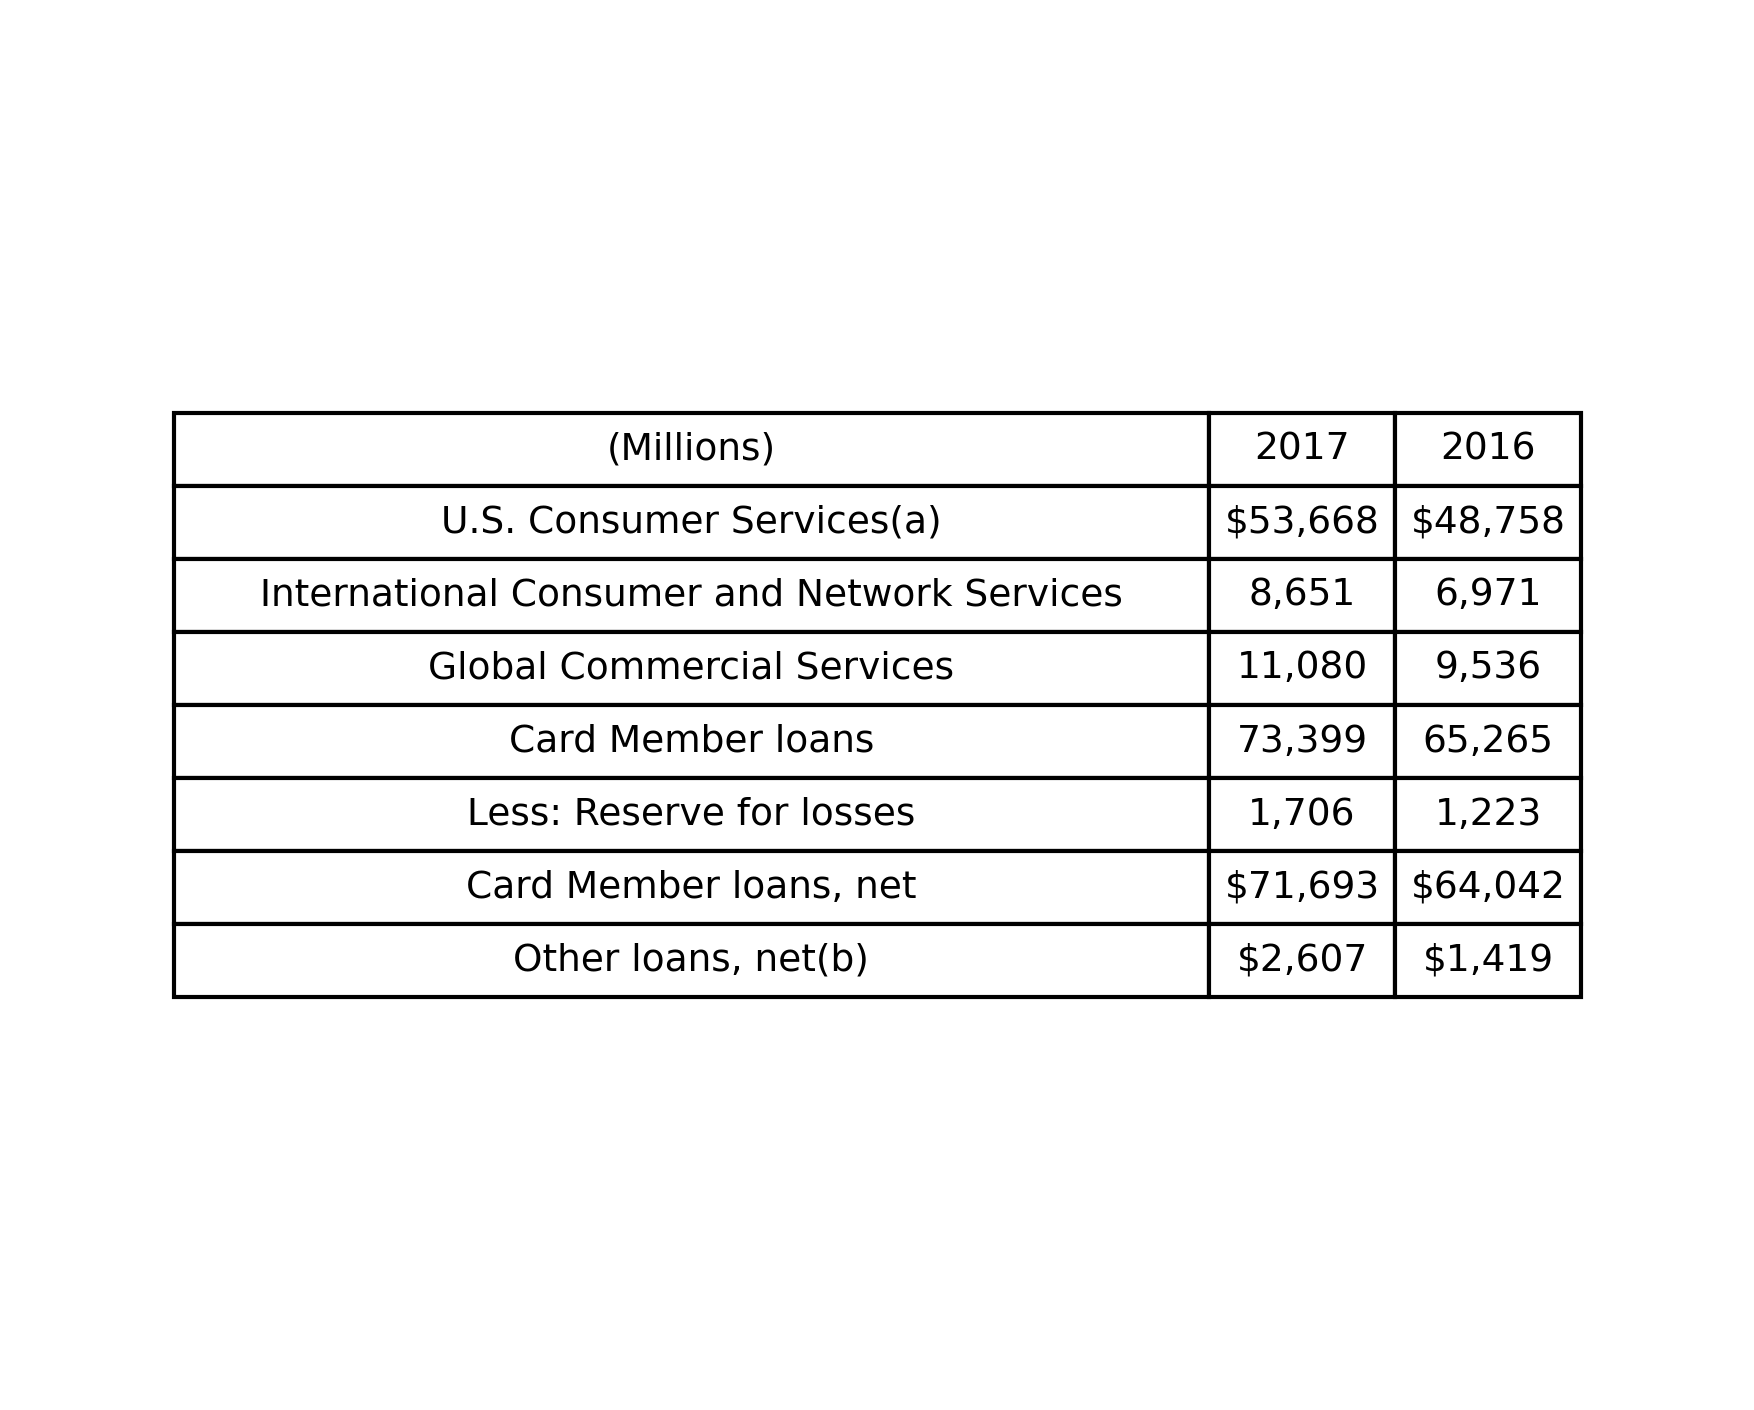 (Millions) 2017 2016
U.S. Consumer Services(a) $53,668 $48,758
International Consumer and Network Services 8,651 6,971
Global Commercial Services 11,080 9,536
Card Member loans 73,399 65,265
Less: Reserve for losses 1,706 1,223
Card Member loans, net $71,693 $64,042
Other loans, net(b) $2,607 $1,419